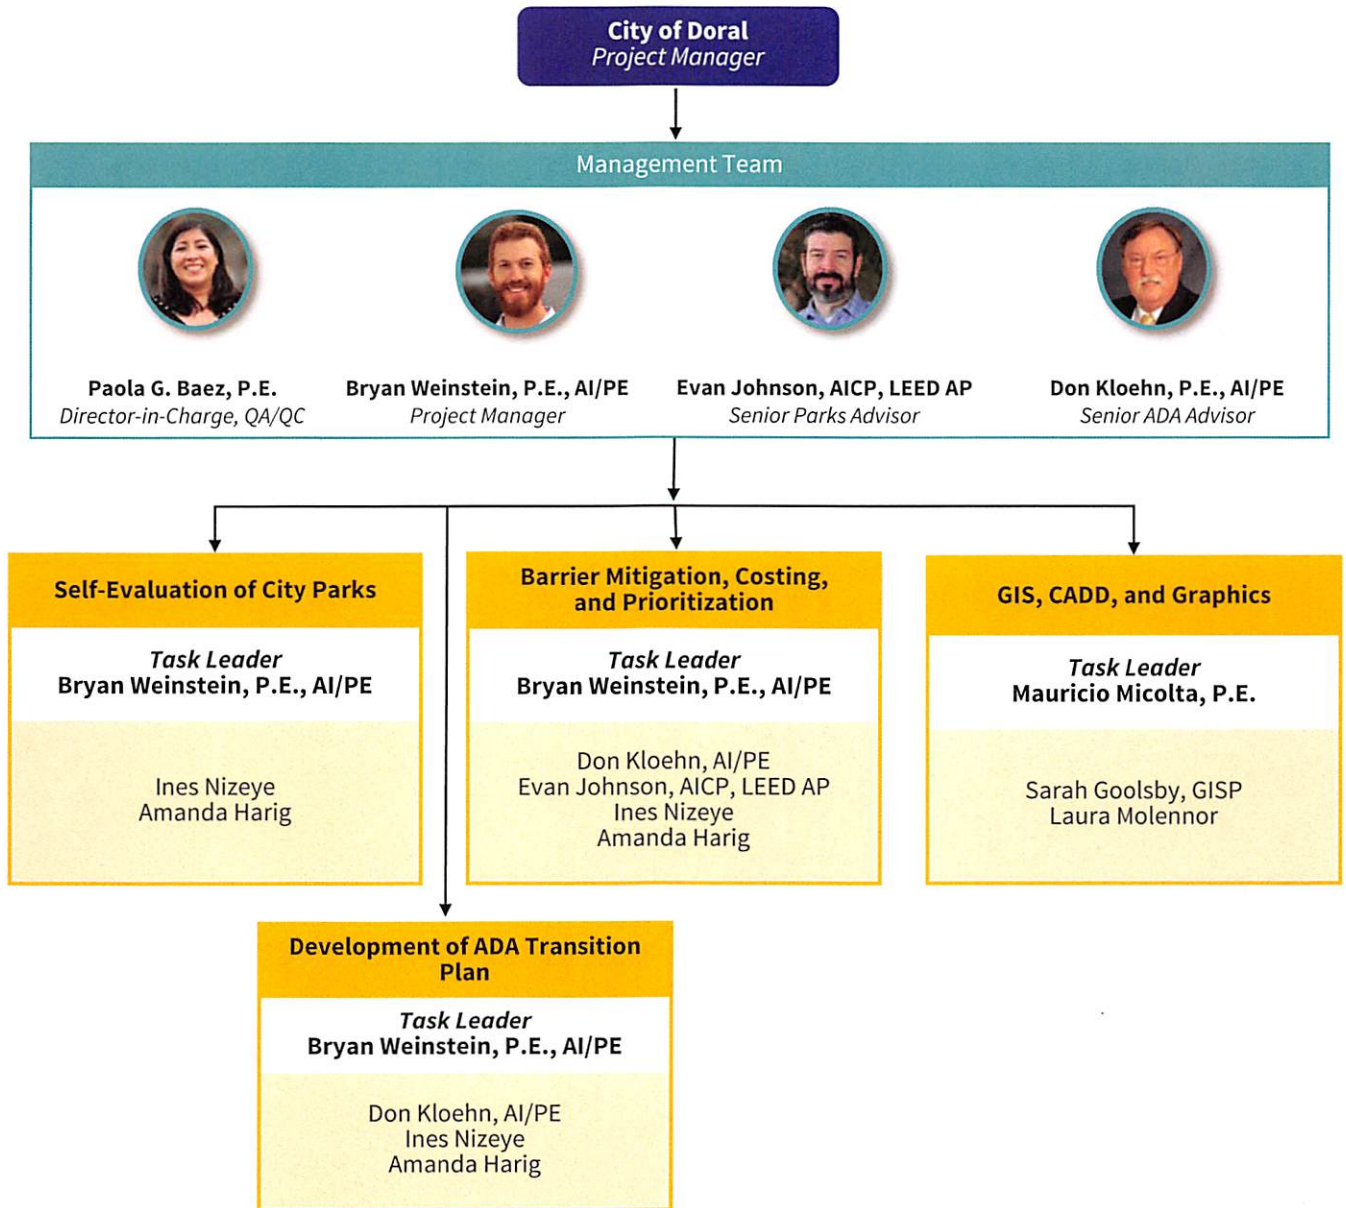 City of Doral
Project Manager
Management Team
Paola G. Baez, P.E.
Director-in-Charge, QA/QC
Bryan Weinstein, P.E., AI/PE
Project Manager
Evan Johnson, AICP, LEED AP
Senior Parks Advisor
Don Kloehn, P.E., AI/PE
Senior ADA Advisor
Self-Evaluation of City Parks
Task Leader
Bryan Weinstein, P.E., AI/PE
Ines Nizeye
Amanda Harig
Barrier Mitigation, Costing,
and Prioritization
Task Leader
Bryan Weinstein, P.E., AI/PE
Don Kloehn, AI/PE
Evan Johnson, AICP, LEED AP
Ines Nizeye
Amanda Harig
GIS, CADD, and Graphics
Task Leader
Mauricio Micolta, P.E.
Sarah Goolsby, GISP
Laura Molennor
Development of ADA Transition
Plan
Task Leader
Bryan Weinstein, P.E., AI/PE
Don Kloehn, AI/PE
Ines Nizeye
Amanda Harig